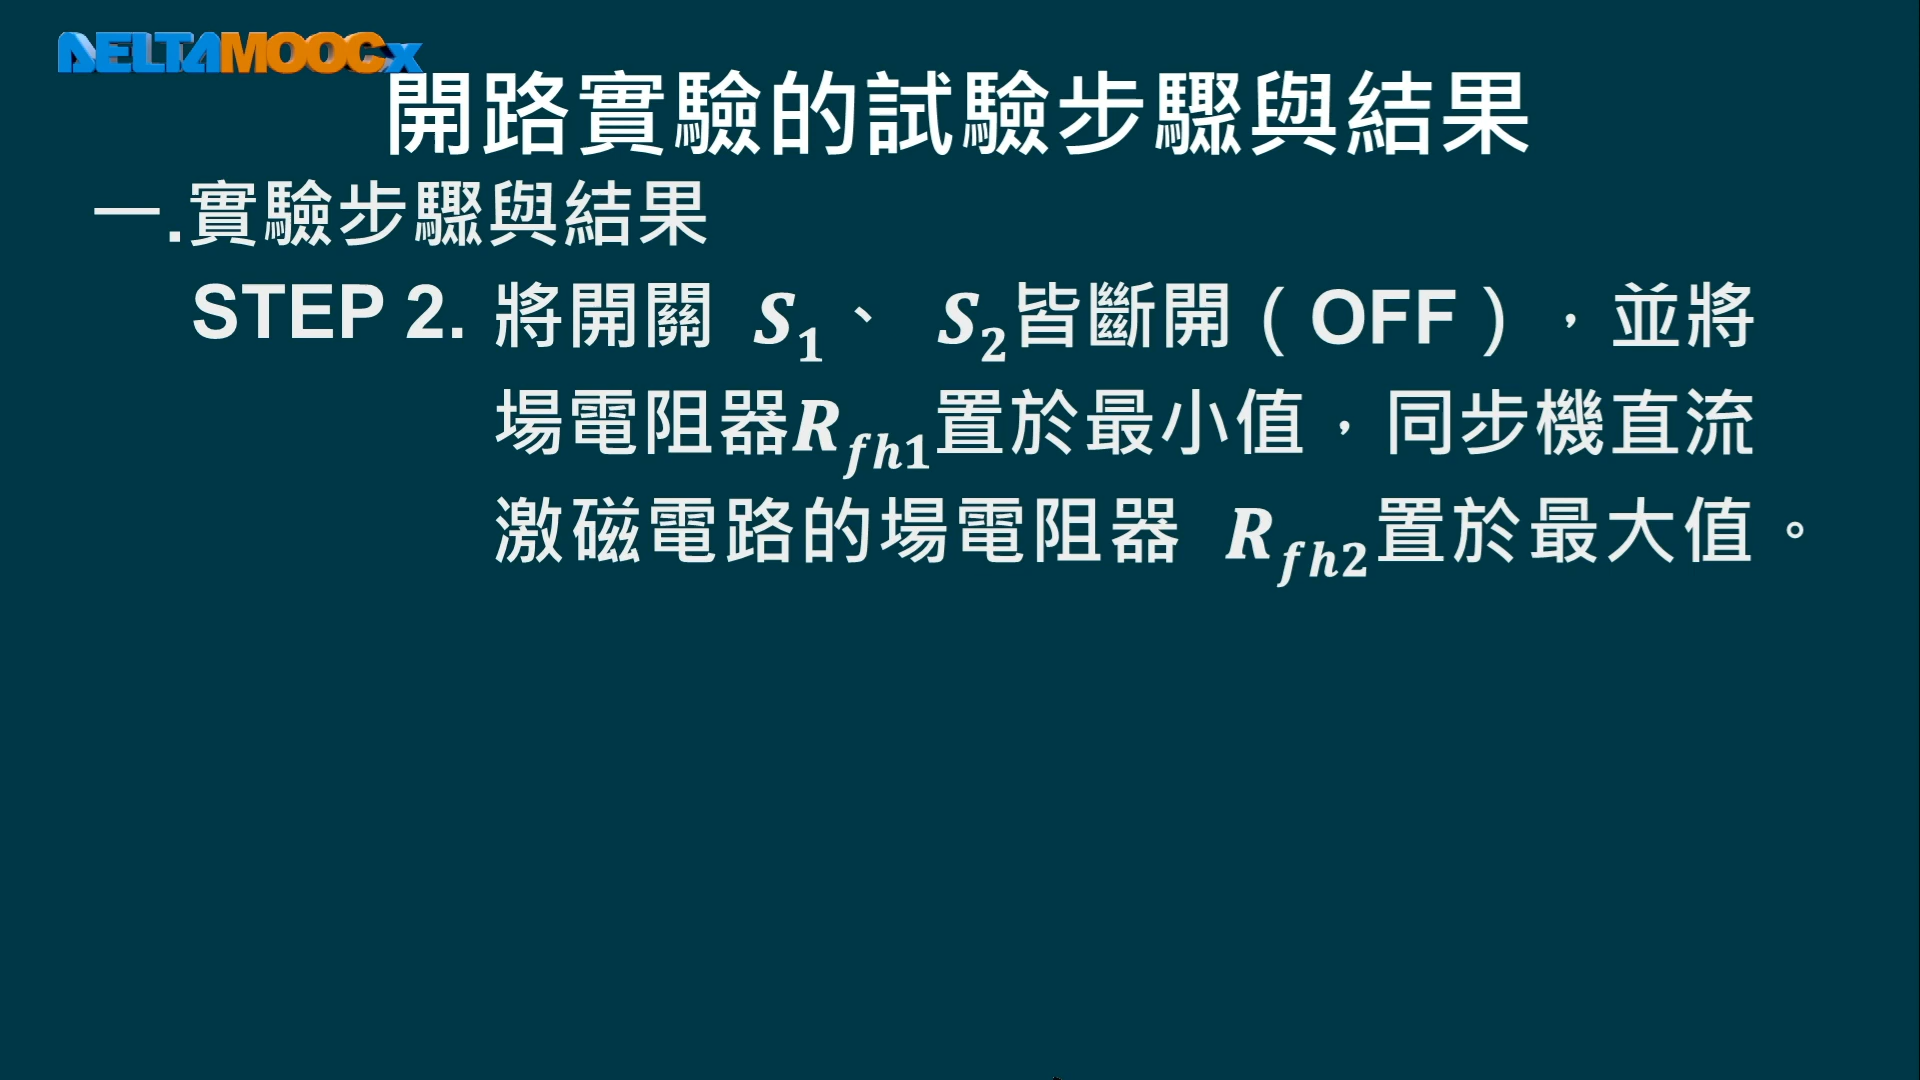 DELTAMOOCx
開路實驗的試驗步驟與結果
一.實驗步驟與結果
STEP 2. 將開關 S₁、 S₂皆斷開(OFF),並將
場電阻器R_fh1置於最小值,同步機直流
激磁電路的場電阻器 R_fh2置於最大值。